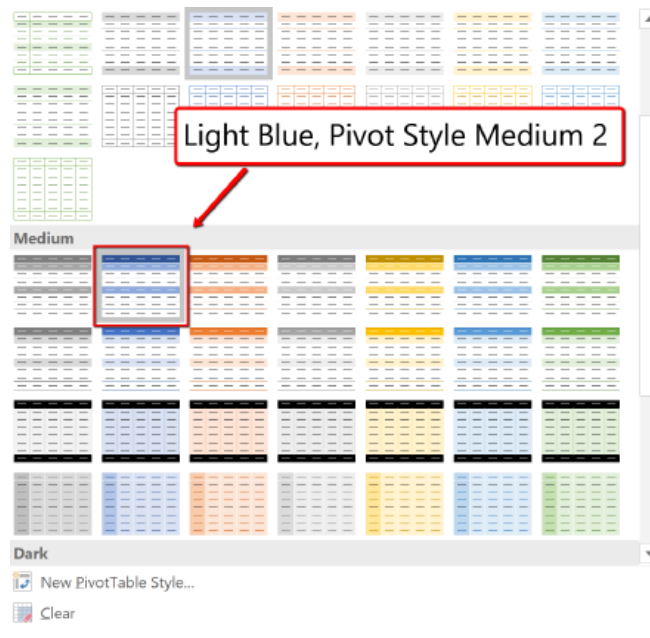 Light Blue, Pivot Style Medium 2
Medium
Dark
New PivotTable Style...
Clear